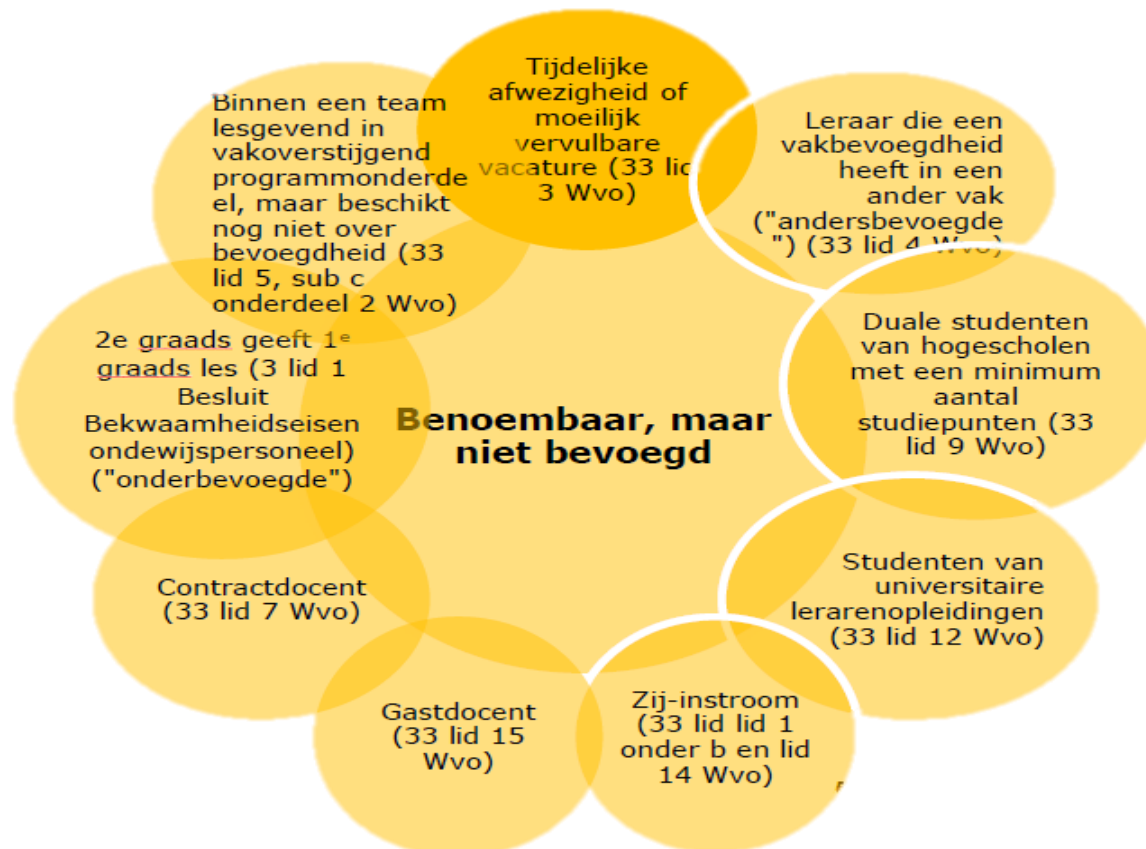 Tijdelijke
afwezigheid of
moeilijk
vervulbare
vacature (33 lid
3 Wvo)
Leraar die een
vakbevoegdheid
heeft in een
ander vak
("andersbevoegde
") (33 lid 4 Wvo)
Duale studenten
van hogescholen
met een minimum
aantal
studiepunten (33
lid 9 Wvo)
Studenten van
universitaire
lerarenopleidingen
(33 lid 12 Wvo)
Zij-instroom
(33 lid lid 1
onder b en lid
14 Wvo)
Gastdocent
(33 lid 15
Wvo)
Contractdocent
(33 lid 7 Wvo)
2e graads geeft 1e
graads les (3 lid 1
Besluit
Bekwaamheidseisen
ondewijspersoneel)
("onderbevoegde")
Binnen een team
lesgevend in
vakoverstijgend
programmonderde
el, maar beschikt
nog niet over
bevoegdheid (33
lid 5, sub c
onderdeel 2 Wvo)
Benoembaar, maar
niet bevoegd